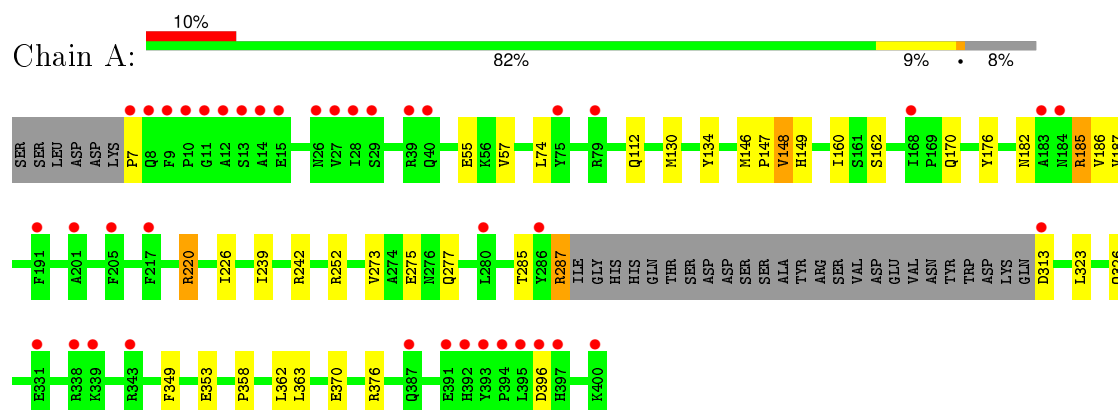 10%
Chain A:
82% 9% • 8%
SER SER LEU ASP ASP LYS P7 Q8 F9 P10 G11 A12 S13 A14 E15 N26 V27 I28 S29 R39 Q40 E55 K56 V57 L74 Y75 R79 Q112 M130 Y134 M146 P147 V148 H149 I160 S161 S162 I168 P169 Q170 Y176 N182 A183 N184 R185 V186 V187
F191 A201 F205 F217 R220 I226 I239 R242 R252 V273 A274 E275 N276 Q277 L280 T285 Y286 R287 ILE GLY HIS HIS GLN THR SER ASP ASP SER SER ALA TYR ARG SER VAL ASP GLU VAL ASN TYR TRP ASP LYS GLN D313 L323 Q326
E331 R338 K339 R343 F349 E353 P358 L362 L363 E370 R376 Q387 E391 H392 Y393 P394 L395 D396 H397 K400